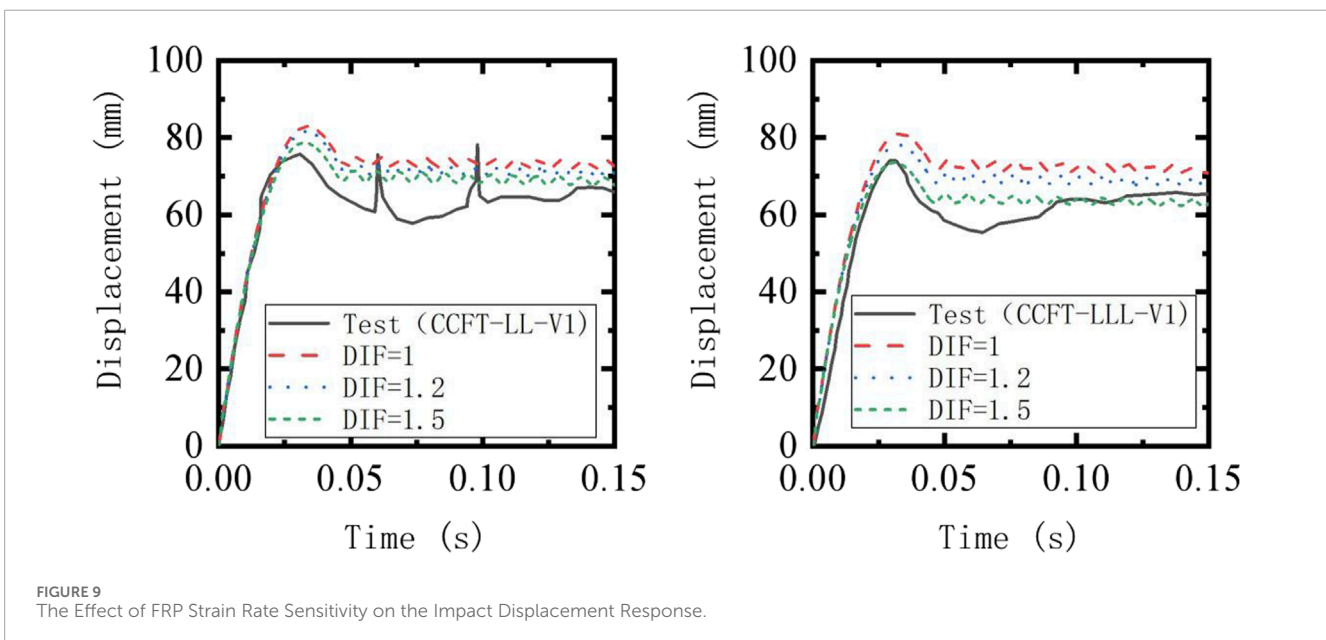 100
80
60
40
20
0
Displacement (mm)
Test (CCFT-LL-V1)
DIF=1
DIF=1.2
DIF=1.5
0.00 0.05 0.10 0.15
Time (s)
100
80
60
40
20
0
Displacement (mm)
Test (CCFT-LLL-V1)
DIF=1
DIF=1.2
DIF=1.5
0.00 0.05 0.10 0.15
Time (s)
FIGURE 9
The Effect of FRP Strain Rate Sensitivity on the Impact Displacement Response.